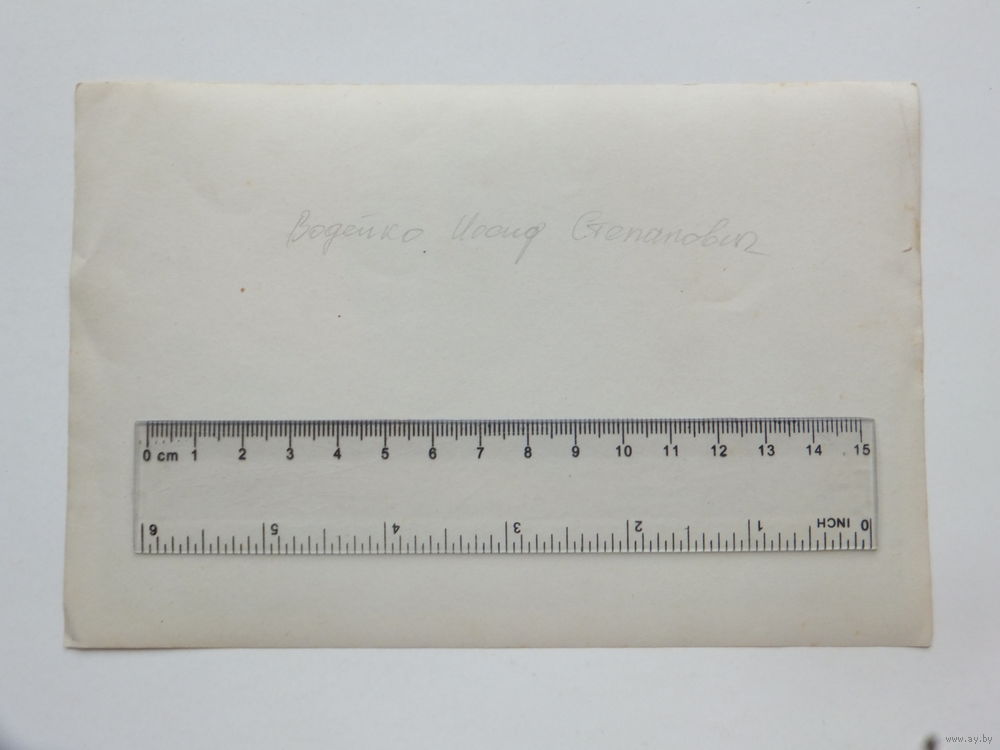 Водейко Иосиф Степанович
0 cm 1 2 3 4 5 6 7 8 9 10 11 12 13 14 15
6 5 4 3 2 1 INCH 0
www.ay.by